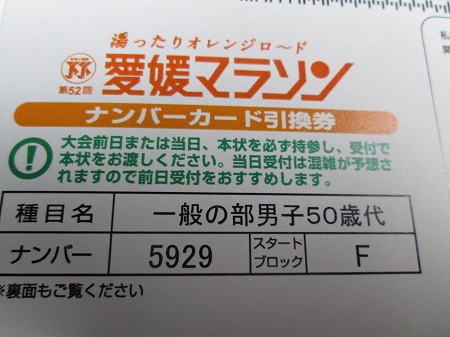 湯ったりオレンジロ〜ド
第52回
愛媛マラソン
ナンバーカード引換券
大会前日または当日、本状を必ず持参し、受付で
本状をお渡しください。当日受付は混雑が予想さ
れますので前日受付をおすすめします。
種目名 一般の部男子50歳代
ナンバー 5929 スタートブロック F
※裏面もご覧ください